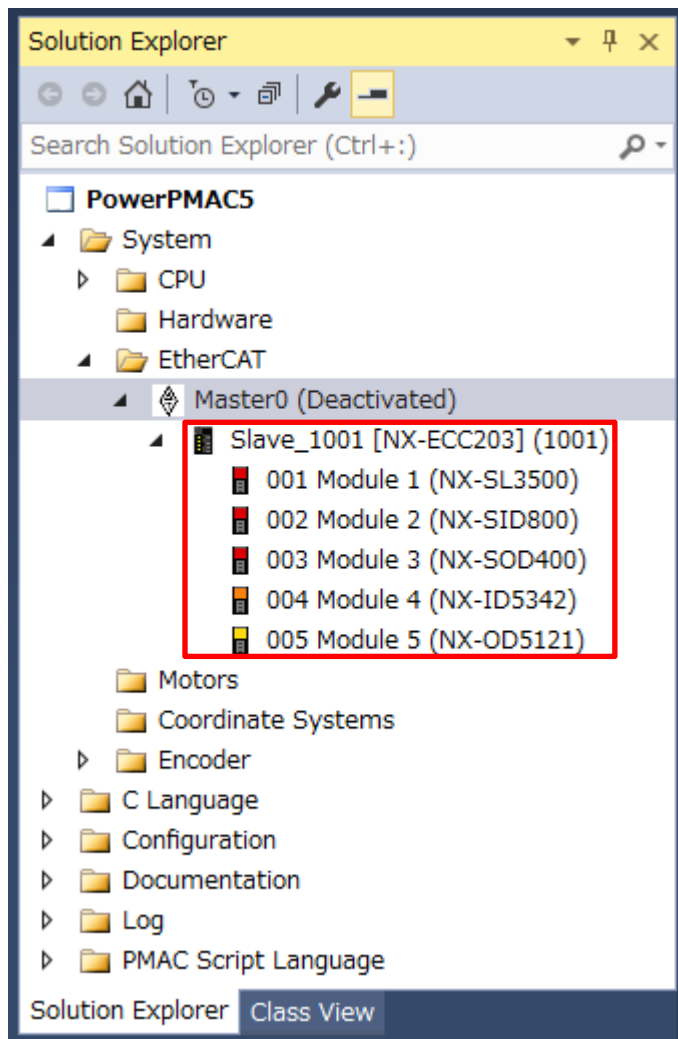 Solution Explorer
Search Solution Explorer (Ctrl+:)
PowerPMAC5
System
CPU
Hardware
EtherCAT
Master0 (Deactivated)
Slave_1001 [NX-ECC203] (1001)
001 Module 1 (NX-SL3500)
002 Module 2 (NX-SID800)
003 Module 3 (NX-SOD400)
004 Module 4 (NX-ID5342)
005 Module 5 (NX-OD5121)
Motors
Coordinate Systems
Encoder
C Language
Configuration
Documentation
Log
PMAC Script Language
Solution Explorer Class View